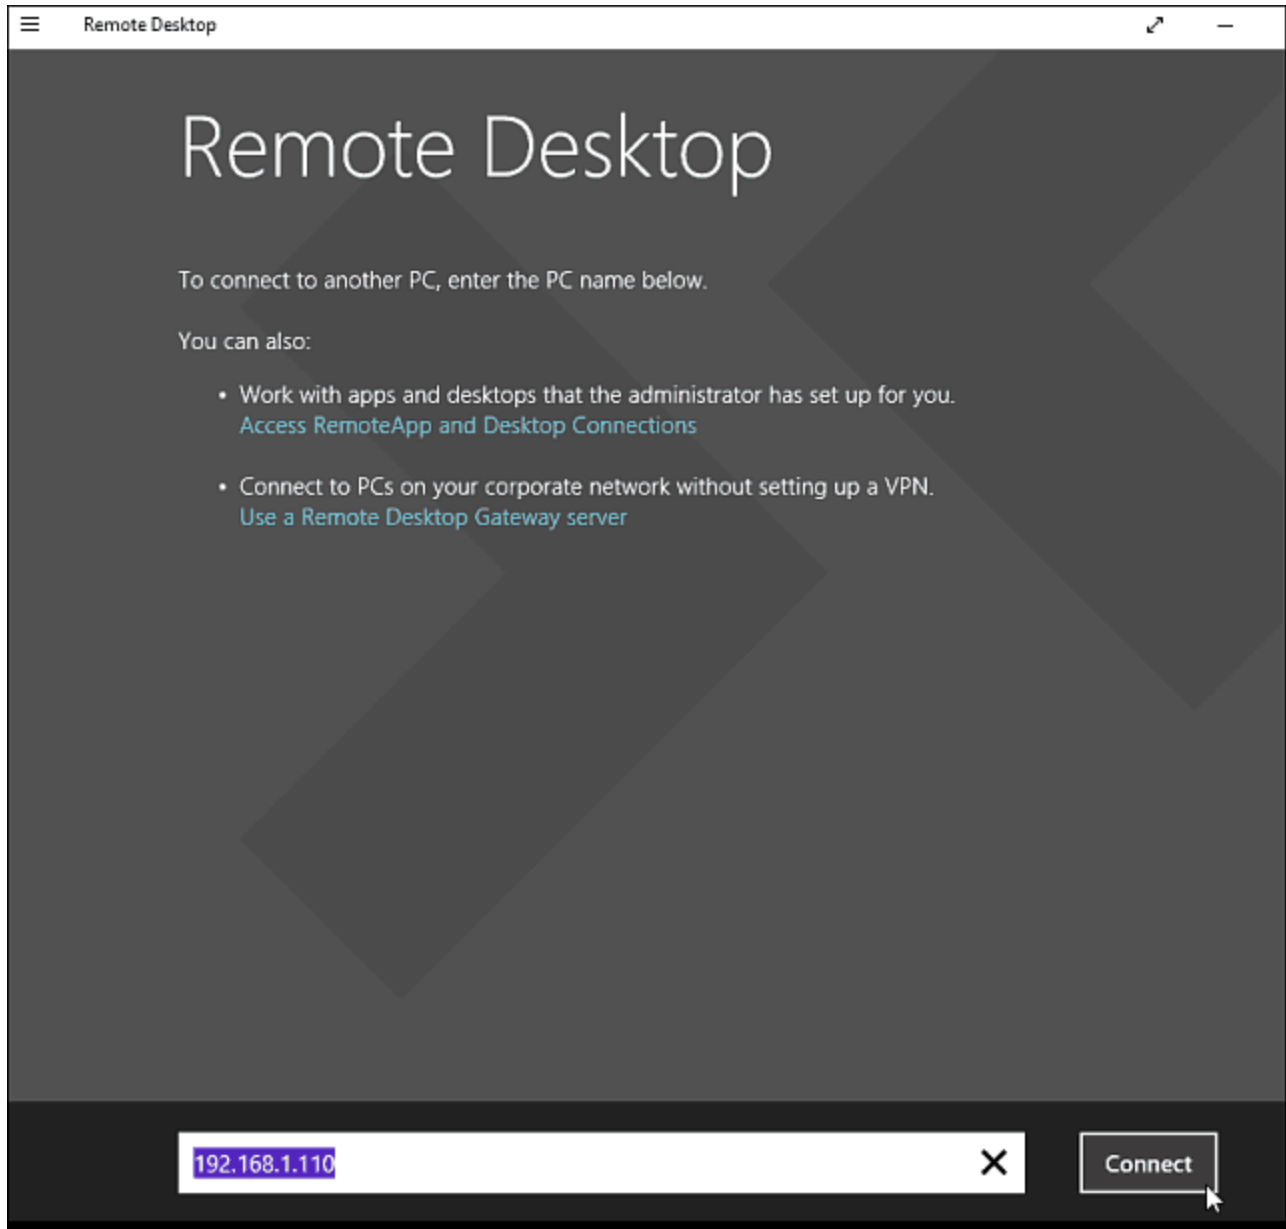 Remote Desktop
Remote Desktop
To connect to another PC, enter the PC name below.
You can also:
• Work with apps and desktops that the administrator has set up for you.
Access RemoteApp and Desktop Connections
• Connect to PCs on your corporate network without setting up a VPN.
Use a Remote Desktop Gateway server
192.168.1.110
Connect